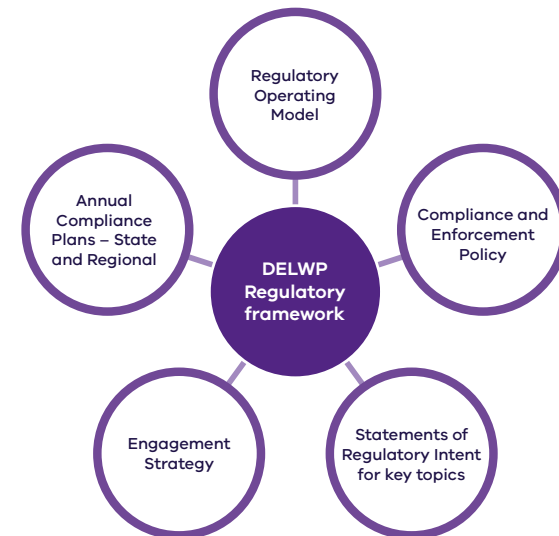 Regulatory
Operating
Model
Annual
Compliance
Plans – State
and Regional
Compliance and
Enforcement
Policy
DELWP
Regulatory
framework
Engagement
Strategy
Statements of
Regulatory Intent
for key topics